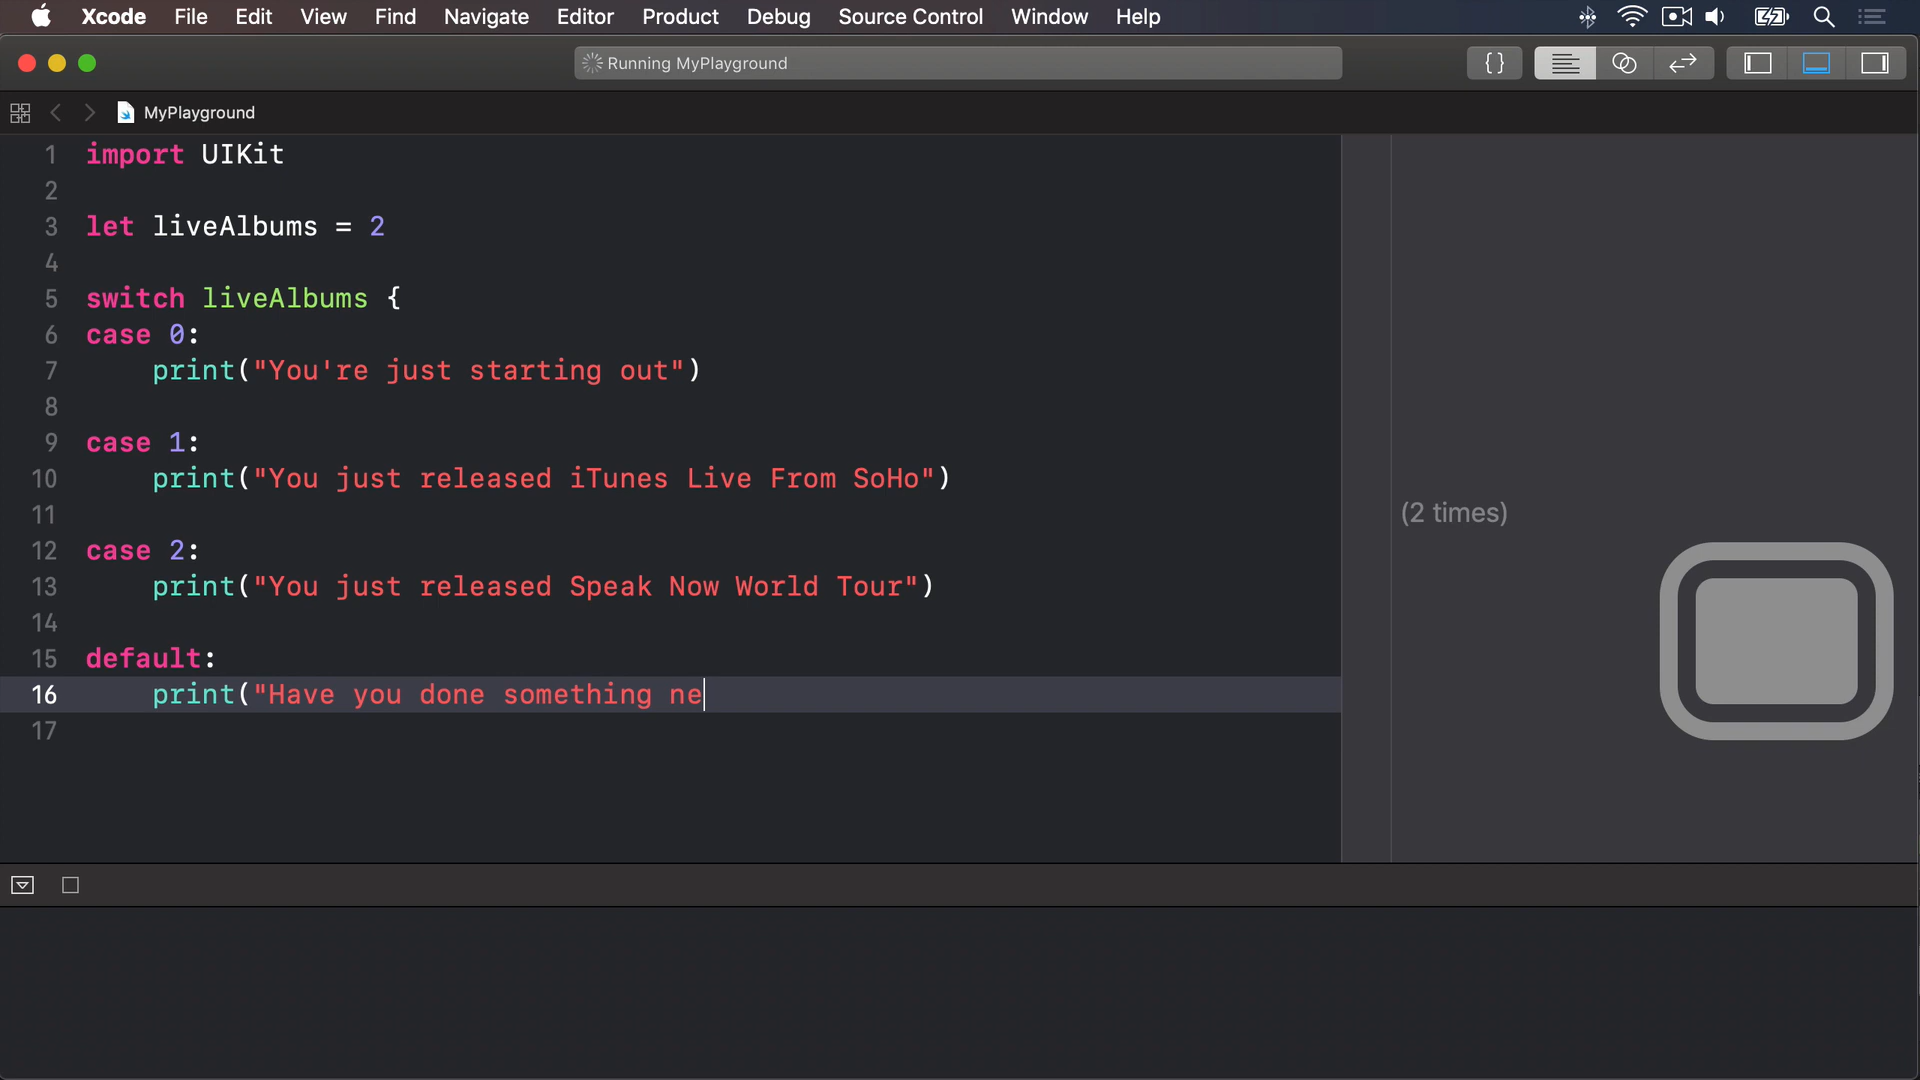 Xcode File Edit View Find Navigate Editor Product Debug Source Control Window Help
Running MyPlayground
{}
MyPlayground
1 import UIKit
2
3 let liveAlbums = 2
4
5 switch liveAlbums {
6 case 0:
7 print("You're just starting out")
8
9 case 1:
10 print("You just released iTunes Live From SoHo")
11
(2 times)
12 case 2:
13 print("You just released Speak Now World Tour")
14
15 default:
16 print("Have you done something ne
17